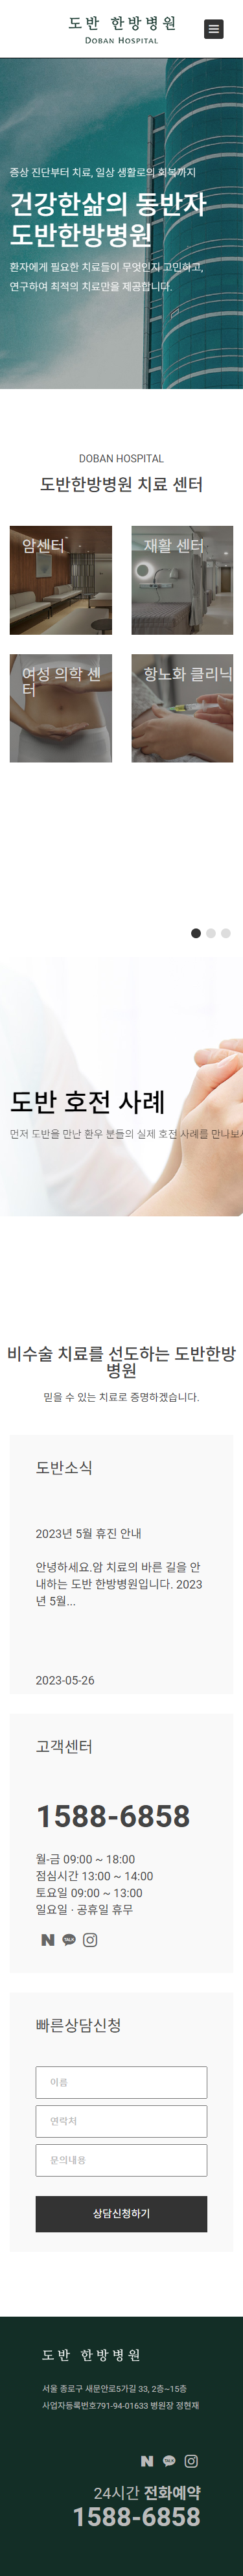 도반 한방병원
DOBAN HOSPITAL
증상 진단부터 치료, 일상 생활로의 회복까지
건강한삶의 동반자
도반한방병원
환자에게 필요한 치료들이 무엇인지 고민하고,
연구하여 최적의 치료만을 제공합니다.
DOBAN HOSPITAL
도반한방병원 치료 센터
암센터
재활 센터
여성 의학 센
터
항노화 클리닉
도반 호전 사례
먼저 도반을 만난 환우 분들의 실제 호전 사례를 만나보
비수술 치료를 선도하는 도반한방
병원
믿을 수 있는 치료로 증명하겠습니다.
도반소식
2023년 5월 휴진 안내
안녕하세요.암 치료의 바른 길을 안
내하는 도반 한방병원입니다. 2023
년 5월...
2023-05-26
고객센터
1588-6858
월-금 09:00 ~ 18:00
점심시간 13:00 ~ 14:00
토요일 09:00 ~ 13:00
일요일 · 공휴일 휴무
N TALK
빠른상담신청
이름
연락처
문의내용
상담신청하기
도반 한방병원
서울 종로구 새문안로5가길 33, 2층~15층
사업자등록번호791-94-01633 병원장 정현재
N TALK
24시간 전화예약
1588-6858